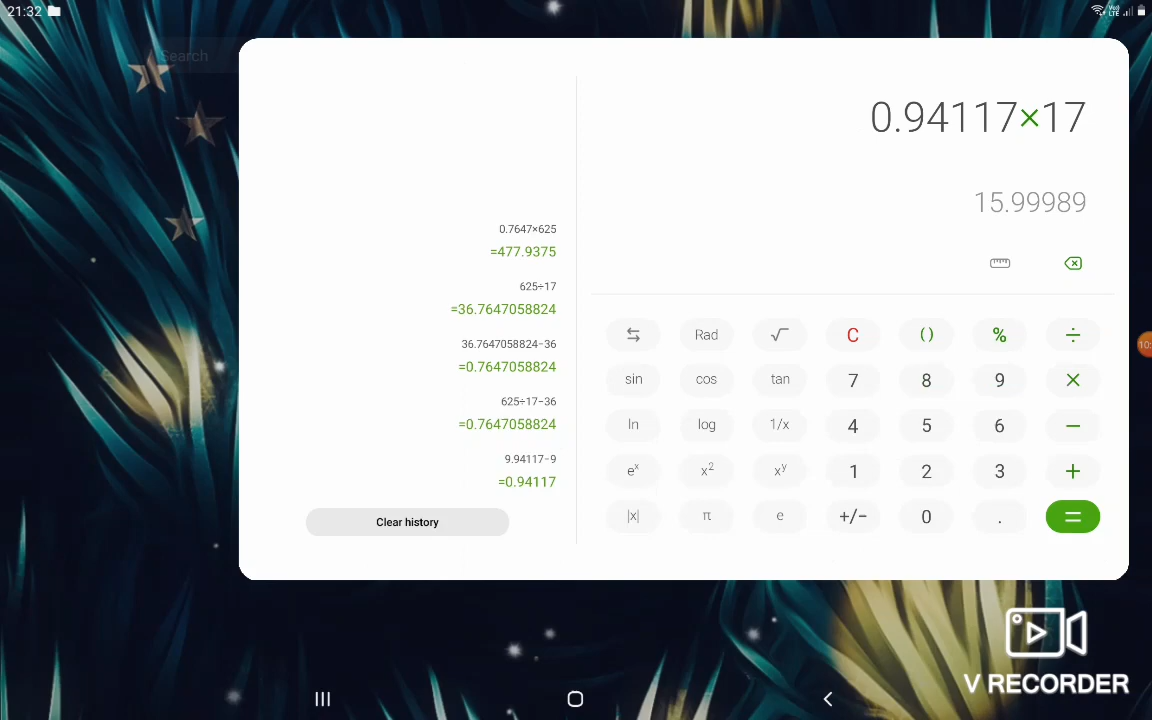 21:32
Search
0.94117×17
15.99989
0.7647×625
=477.9375
625÷17
=36.7647058824
36.7647058824−36
=0.7647058824
625÷17−36
=0.7647058824
9.94117−9
=0.94117
Clear history
Rad √ C () % ÷
sin cos tan 7 8 9 ×
ln log 1/x 4 5 6 −
eˣ x² xʸ 1 2 3 +
|x| π e +/− 0 . =
V RECORDER